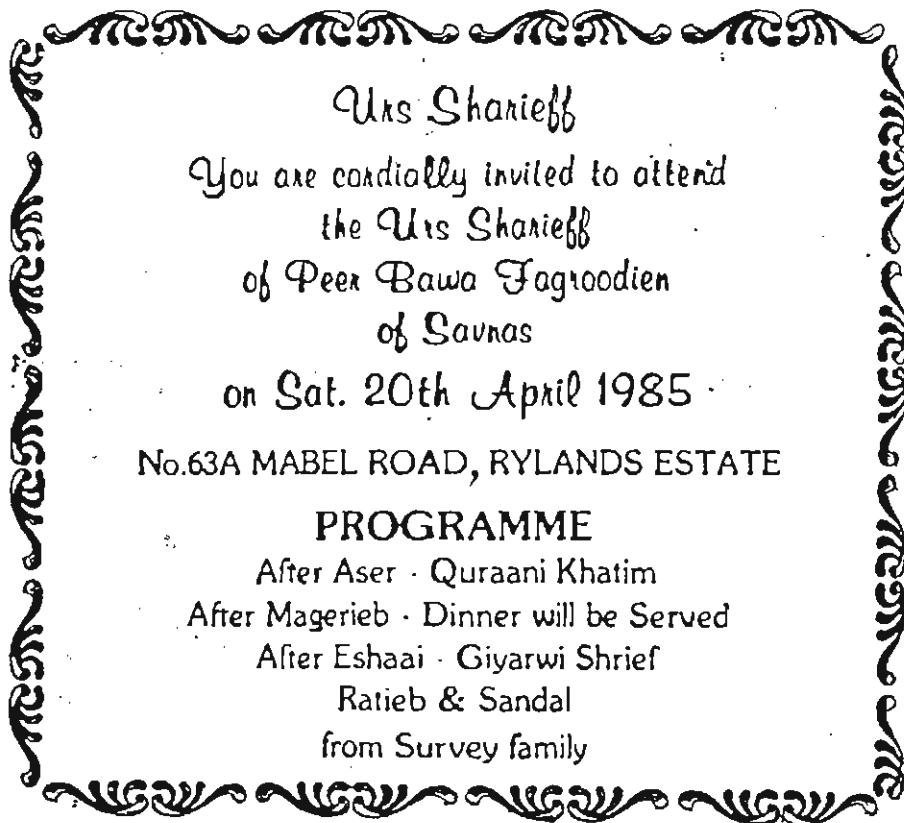 Urs Sharieff
You are cordially invited to attend
the Urs Sharieff
of Peer Bawa Fagroodien
of Savnas
on Sat. 20th April 1985
No.63A MABEL ROAD, RYLANDS ESTATE
PROGRAMME
After Aser · Quraani Khatim
After Magerieb · Dinner will be Served
After Eshaai · Giyarwi Shrief
Ratieb & Sandal
from Survey family